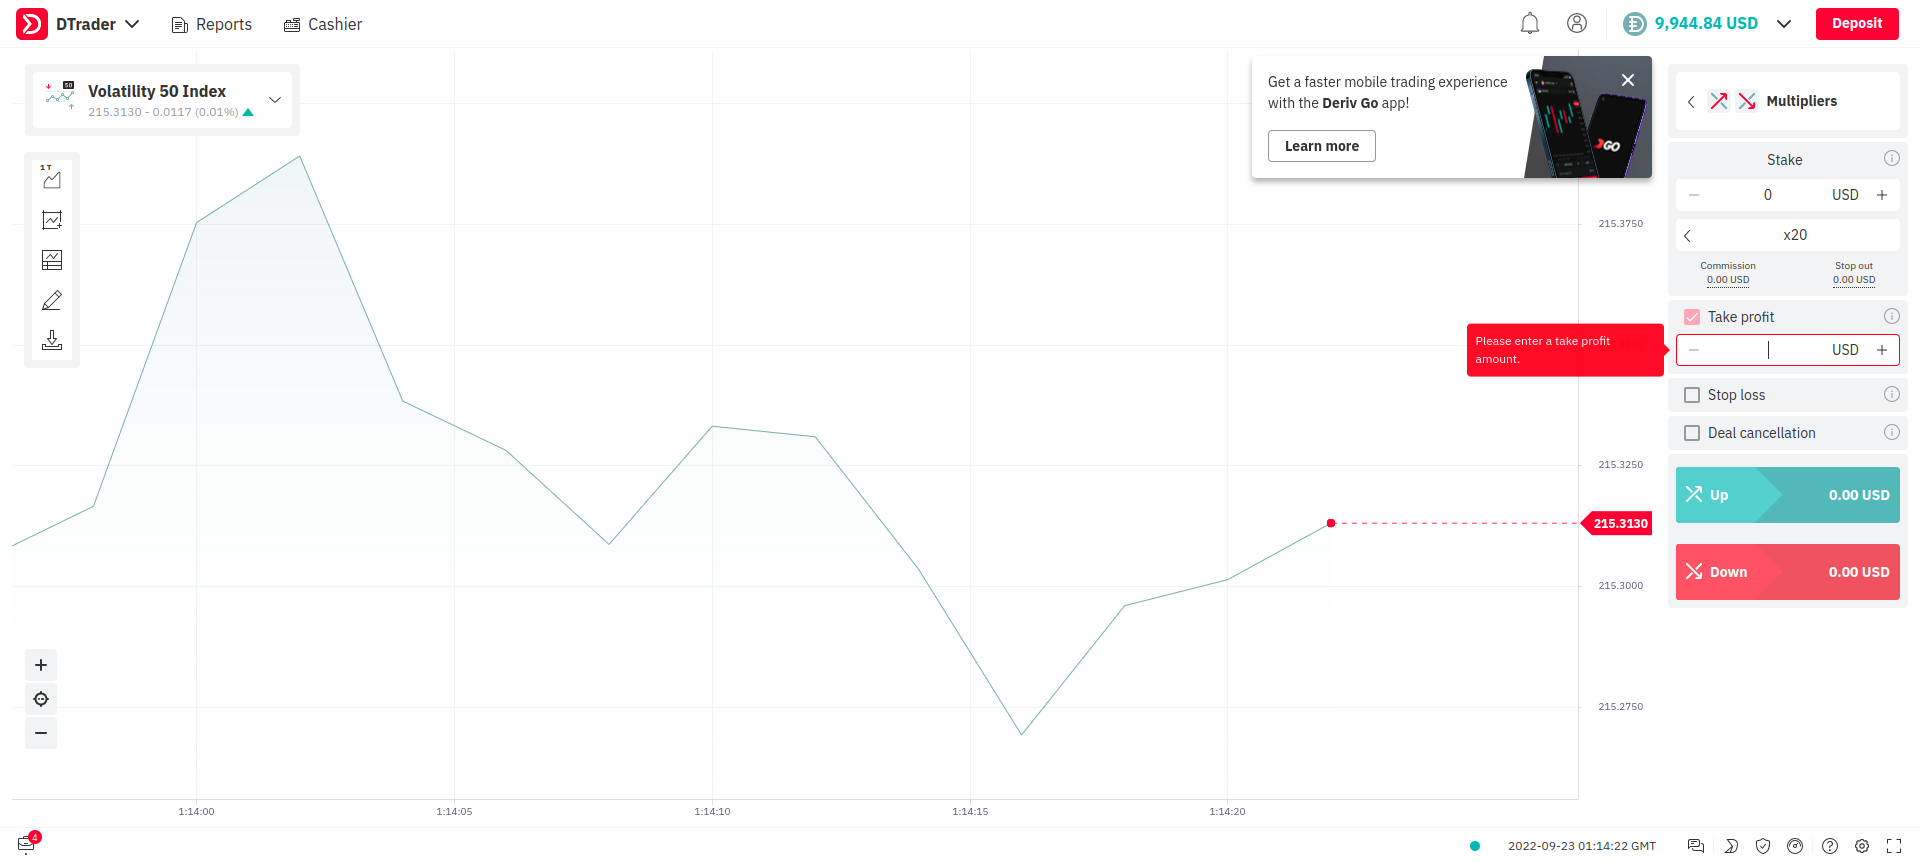 DTrader
Reports
Cashier
9,944.84 USD
Deposit
50
Volatility 50 Index
215.3130 - 0.0117 (0.01%)
1 T
Get a faster mobile trading experience
with the Deriv Go app!
Learn more
GO
Multipliers
Stake
0 USD
x20
Commission
0.00 USD
Stop out
0.00 USD
Take profit
Please enter a take profit
amount.
USD
Stop loss
Deal cancellation
Up 0.00 USD
Down 0.00 USD
215.3750
215.3250
215.3130
215.3000
215.2750
1:14:00
1:14:05
1:14:10
1:14:15
1:14:20
4
2022-09-23 01:14:22 GMT